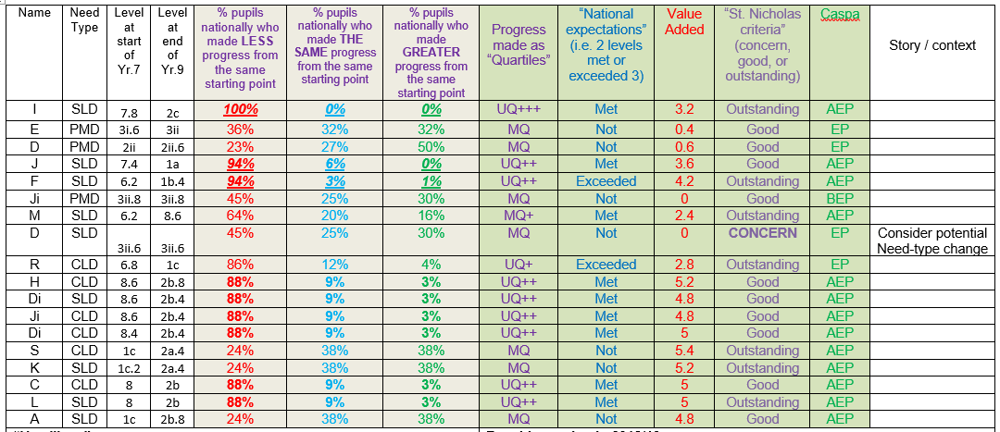 Name
Need
Type
Level
at
start
of
Yr.7
Level
at
end
of
Yr.9
% pupils
nationally who
made LESS
progress from
the same
starting point
% pupils
nationally who
made THE
SAME progress
from the same
starting point
% pupils
nationally who
made
GREATER
progress from
the same
starting point
Progress
made as
“Quartiles”
“National
expectations”
(i.e. 2 levels
met or
exceeded 3)
Value
Added
“St. Nicholas
criteria”
(concern,
good, or
outstanding)
Caspa
Story / context
I SLD 7.8 2c 100% 0% 0% UQ+++ Met 3.2 Outstanding AEP
E PMD 3i.6 3ii 36% 32% 32% MQ Not 0.4 Good EP
D PMD 2ii 2ii.6 23% 27% 50% MQ Not 0.6 Good EP
J SLD 7.4 1a 94% 6% 0% UQ++ Met 3.6 Good AEP
F SLD 6.2 1b.4 94% 3% 1% UQ++ Exceeded 4.2 Outstanding AEP
Ji PMD 3ii.8 3ii.8 45% 25% 30% MQ Not 0 Good BEP
M SLD 6.2 8.6 64% 20% 16% MQ+ Not 2.4 Outstanding AEP
D SLD 3ii.6 3ii.6 45% 25% 30% MQ Not 0 CONCERN EP Consider potential
Need-type change
R CLD 6.8 1c 86% 12% 4% UQ+ Exceeded 2.8 Outstanding EP
H CLD 8.6 2b.8 88% 9% 3% UQ++ Met 5.2 Good AEP
Di SLD 8.6 2b.4 88% 9% 3% UQ++ Met 4.8 Good AEP
Ji CLD 8.6 2b.4 88% 9% 3% UQ++ Met 4.8 Good AEP
Di CLD 8.4 2b.4 88% 9% 3% UQ++ Met 5 Good AEP
S CLD 1c 2a.4 24% 38% 38% MQ Not 5.4 Outstanding AEP
K SLD 1c.2 2a.4 24% 38% 38% MQ Not 5.2 Outstanding AEP
C CLD 8 2b 88% 9% 3% UQ++ Met 5 Good AEP
L SLD 8 2b 88% 9% 3% UQ++ Met 5 Outstanding AEP
A SLD 1c 2b.8 24% 38% 38% MQ Not 4.8 Good AEP